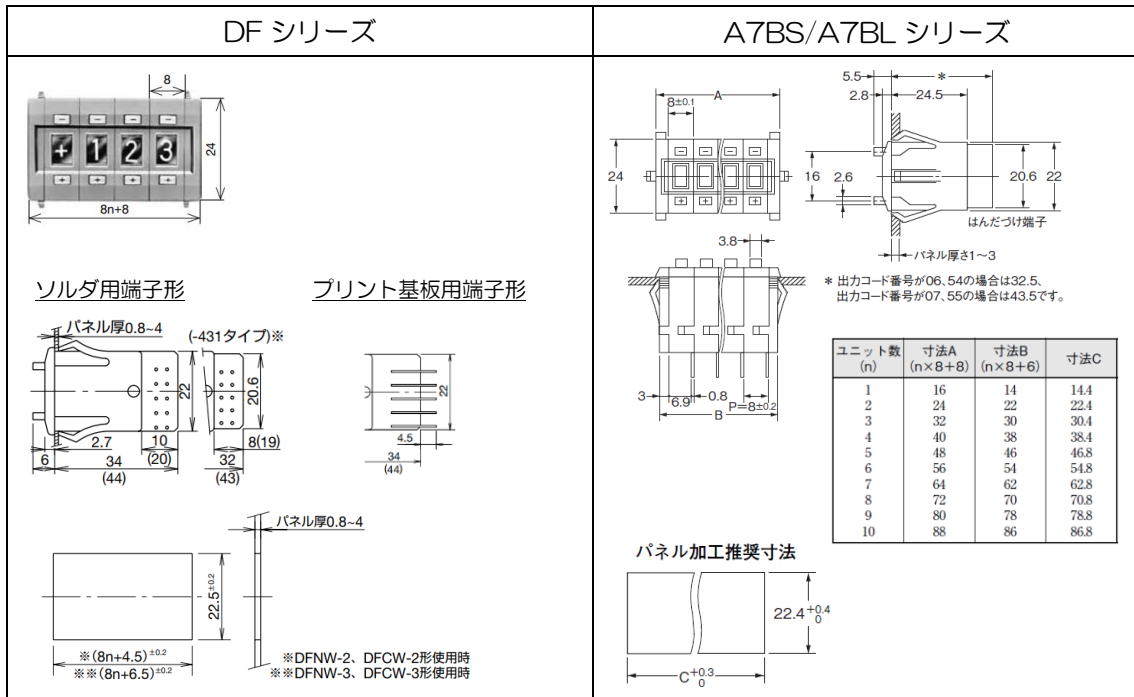 DF シリーズ
8
+ 1 2 3
24
8n+8
ソルダ用端子形
プリント基板用端子形
パネル厚0.8~4
(-431タイプ)※
22
20.6
2.7
10
(20)
8(19)
6
34
(44)
32
(43)
22
4.5
34
(44)
パネル厚0.8~4
22.5±0.2
※(8n+4.5)±0.2
※※(8n+6.5)±0.2
※DFNW-2、DFCW-2形使用時
※※DFNW-3、DFCW-3形使用時
A7BS/A7BL シリーズ
A
8±0.1
24
5.5
*
2.8
24.5
16
2.6
20.6
22
はんだづけ端子
パネル厚さ1～3
* 出力コード番号が06、54の場合は32.5、
出力コード番号が07、55の場合は43.5です。
3.8
3
6.9
0.8
P=8±0.2
B
ユニット数(n) 寸法A(n×8+8) 寸法B(n×8+6) 寸法C
1 16 14 14.4
2 24 22 22.4
3 32 30 30.4
4 40 38 38.4
5 48 46 46.8
6 56 54 54.8
7 64 62 62.8
8 72 70 70.8
9 80 78 78.8
10 88 86 86.8
パネル加工推奨寸法
22.4+0.4 0
C+0.3 0